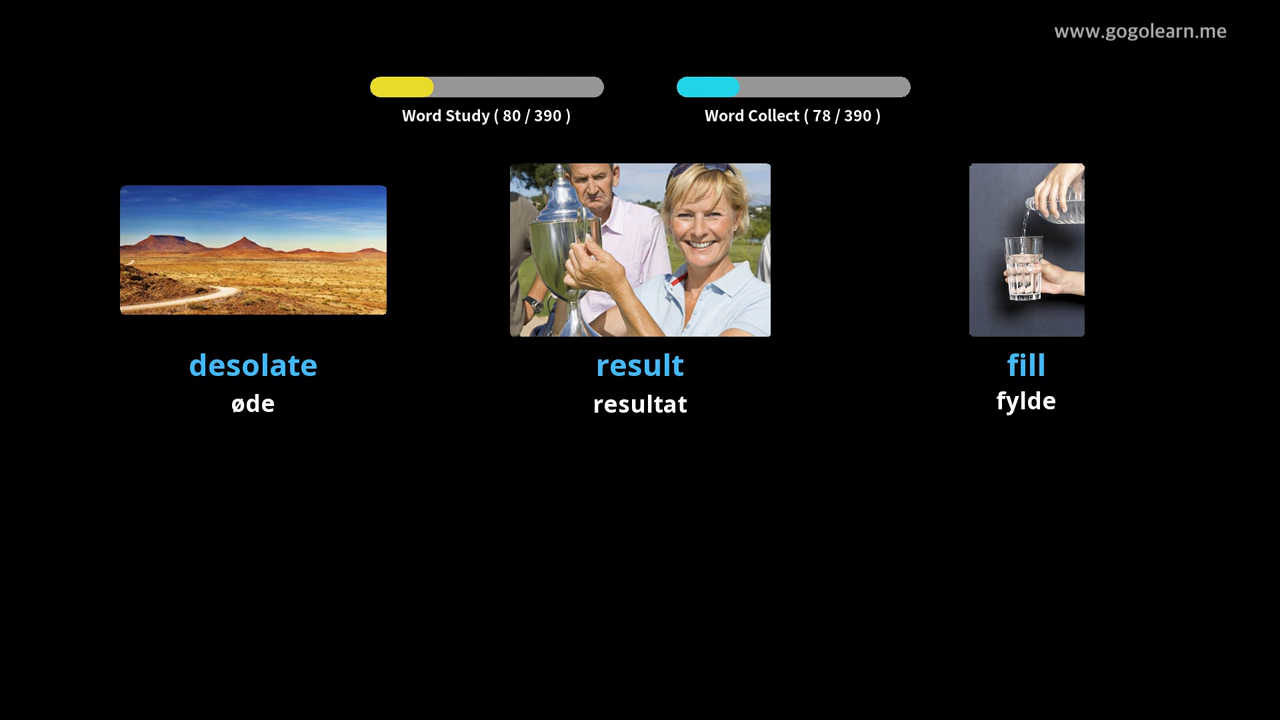 www.gogolearn.me
Word Study ( 80 / 390 )
Word Collect ( 78 / 390 )
desolate
øde
result
resultat
fill
fylde